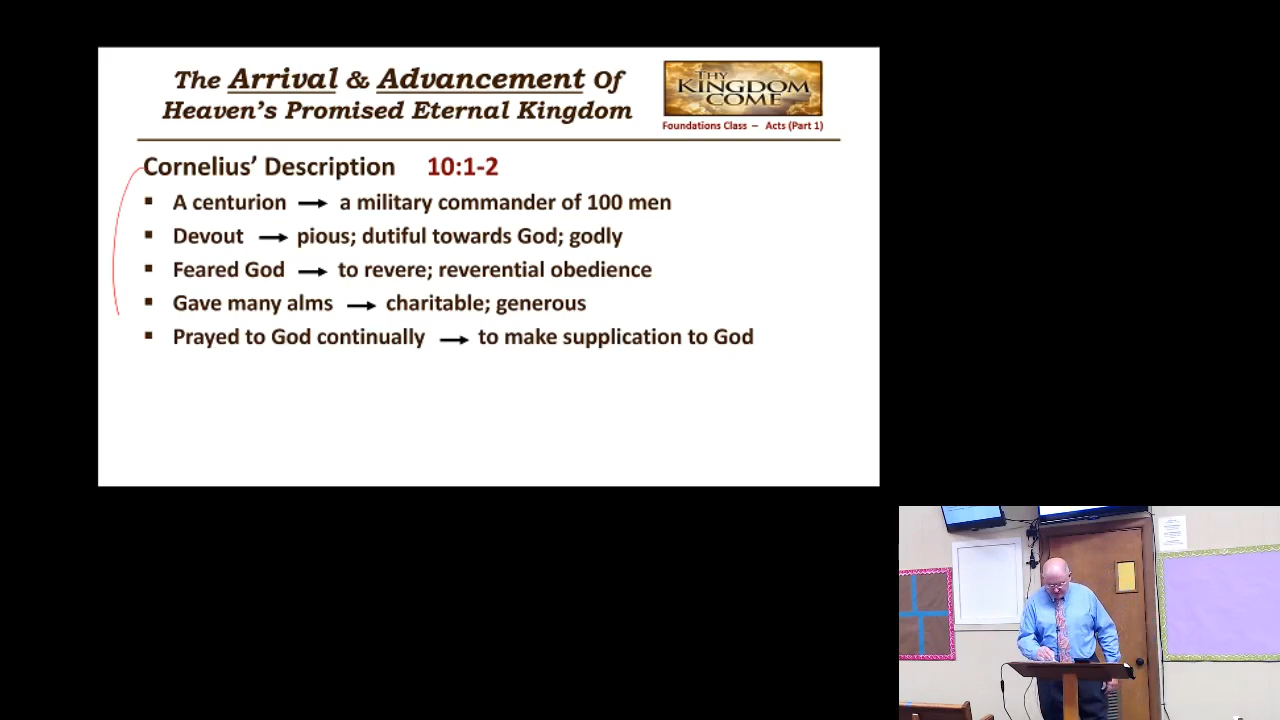 The Arrival & Advancement Of
Heaven's Promised Eternal Kingdom
THY
KINGDOM
COME
Foundations Class – Acts (Part 1)
Cornelius' Description 10:1-2
▪ A centurion → a military commander of 100 men
▪ Devout → pious; dutiful towards God; godly
▪ Feared God → to revere; reverential obedience
▪ Gave many alms → charitable; generous
▪ Prayed to God continually → to make supplication to God